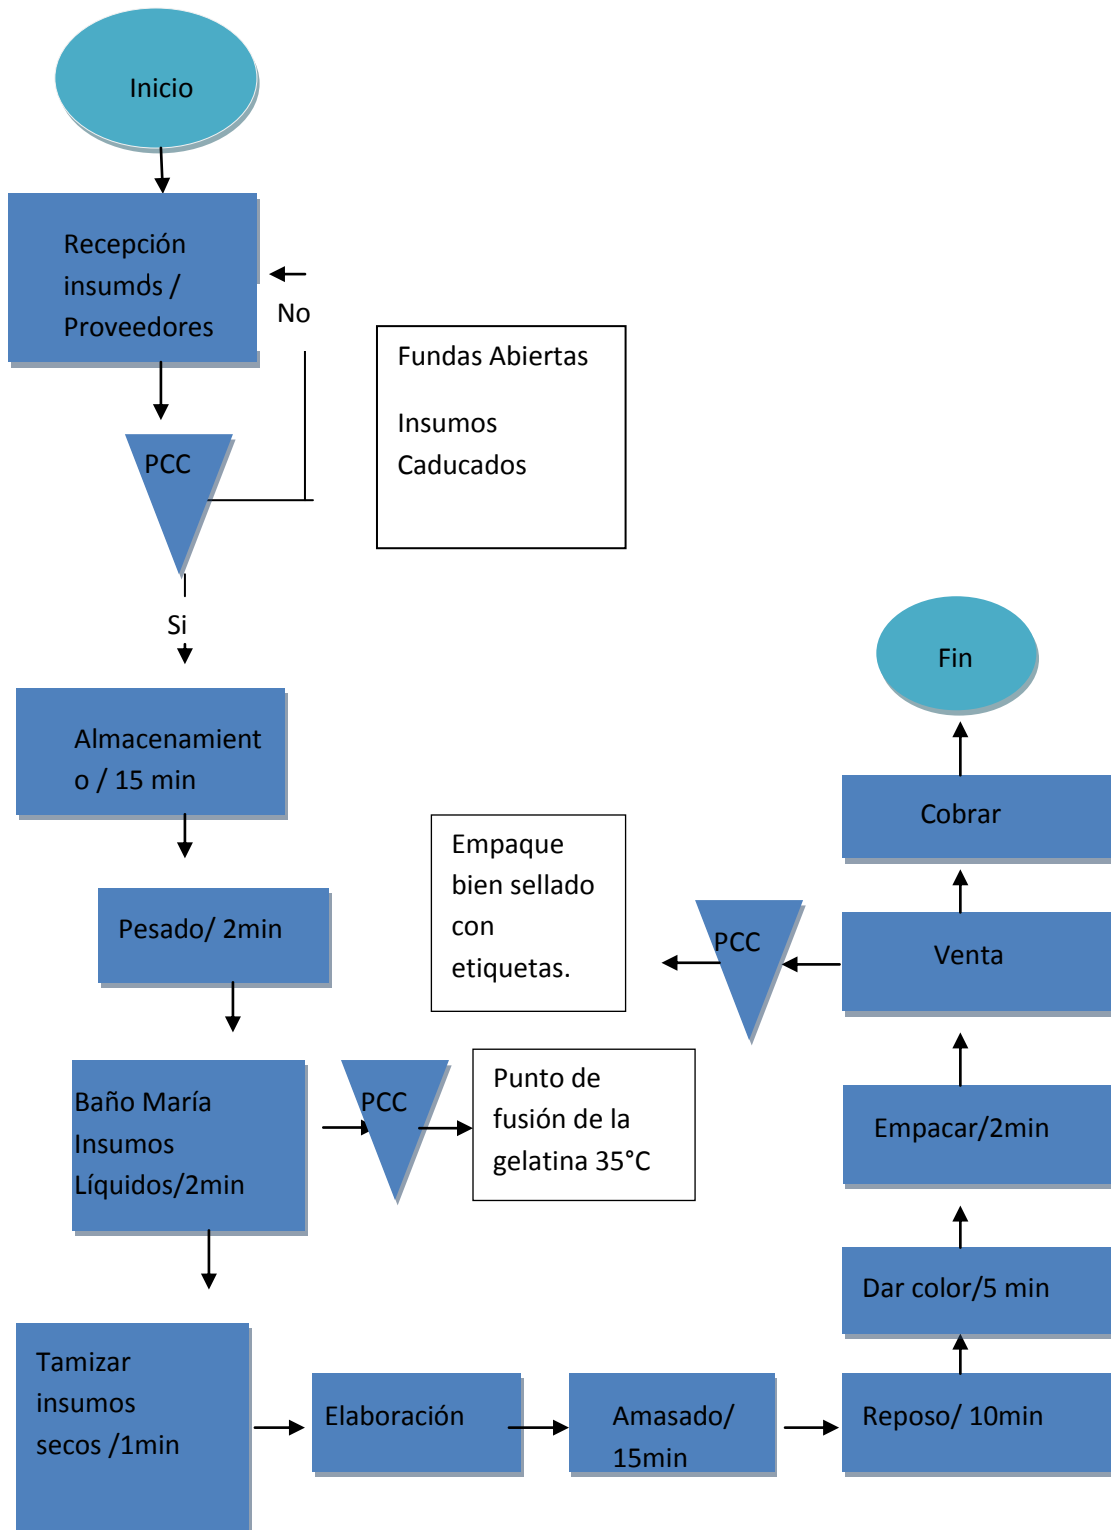 Inicio
Recepción
insumos /
Proveedores
No
Fundas Abiertas
Insumos
Caducados
PCC
Si
Almacenamient
o / 15 min
Pesado/ 2min
Baño María
Insumos
Líquidos/2min
PCC
Punto de
fusión de la
gelatina 35°C
Tamizar
insumos
secos /1min
Elaboración
Amasado/
15min
Reposo/ 10min
Dar color/5 min
Empacar/2min
Venta
PCC
Empaque
bien sellado
con
etiquetas.
Cobrar
Fin